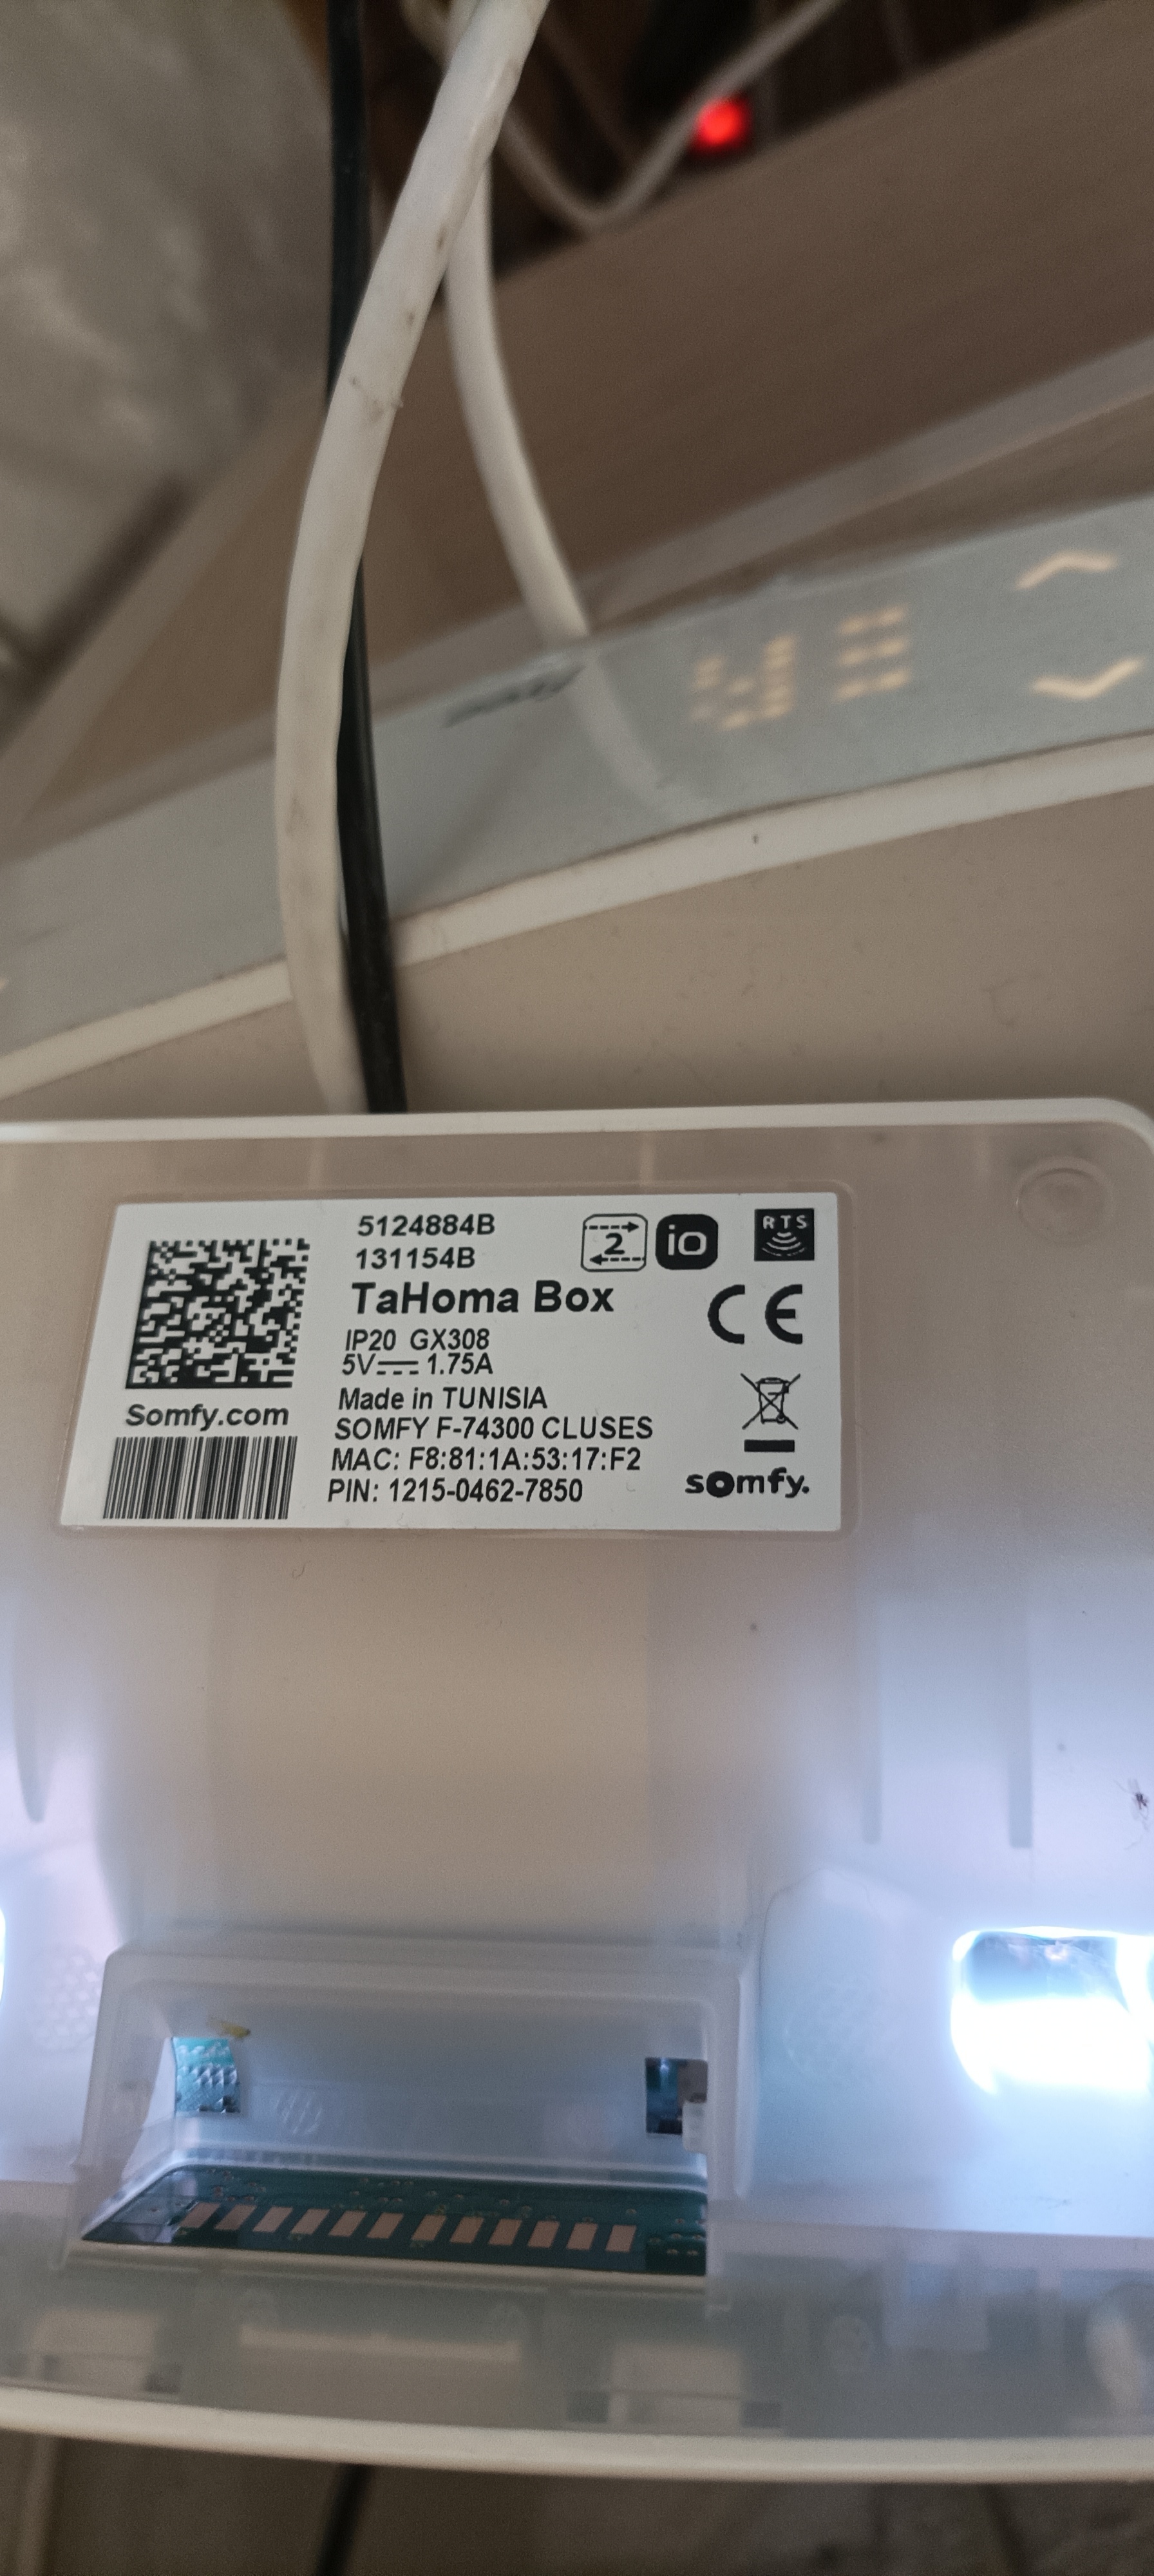 5124884B
131154B
2
io
RTS
TaHoma Box
IP20 GX308
5V 1.75A
CE
Made in TUNISIA
Somfy.com
SOMFY F-74300 CLUSES
MAC: F8:81:1A:53:17:F2
PIN: 1215-0462-7850
somfy.